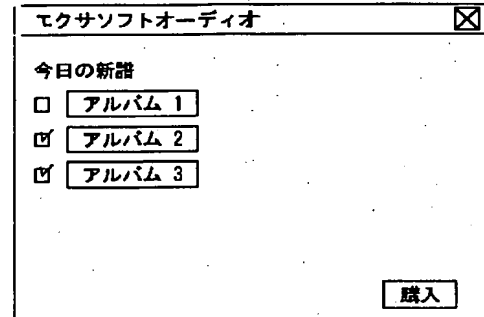 エクサソフトオーディオ
今日の新譜
アルバム 1
アルバム 2
アルバム 3
購入